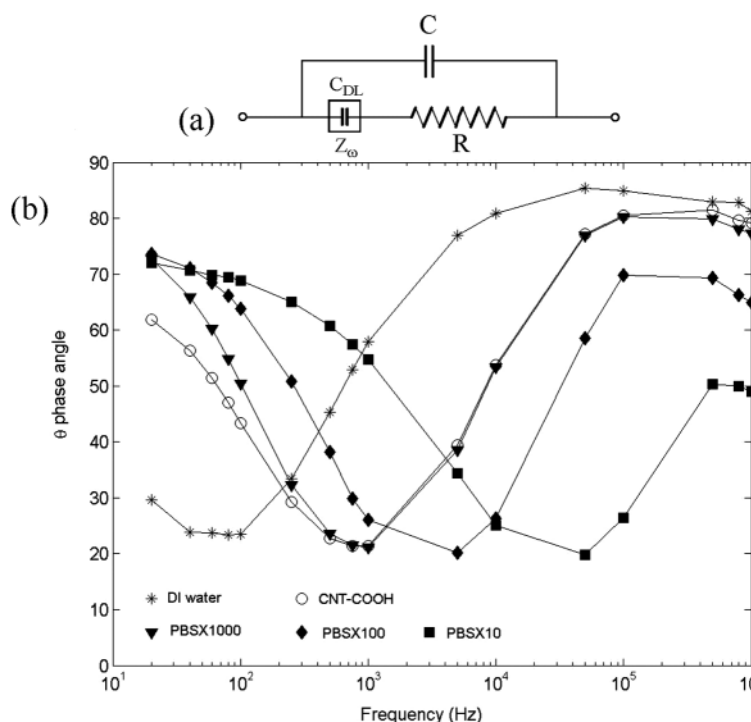 C
C_DL
(a)
Z_ω
R
(b)
90
80
70
60
50
40
30
20
10
0
θ phase angle
DI water
CNT-COOH
PBSX1000
PBSX100
PBSX10
10^1
10^2
10^3
10^4
10^5
10
Frequency (Hz)